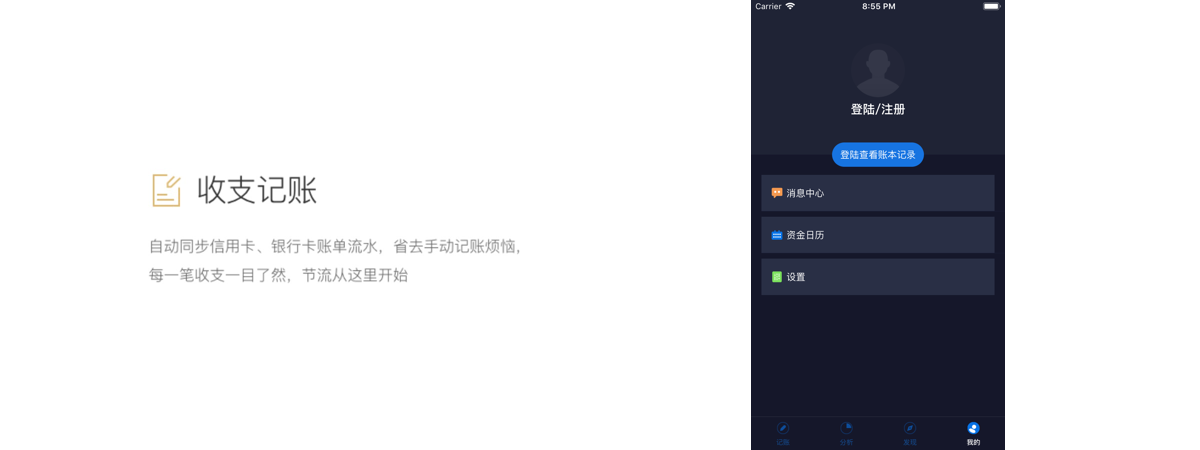 收支记账
自动同步信用卡、银行卡账单流水，省去手动记账烦恼，
每一笔收支一目了然，节流从这里开始
Carrier 8:55 PM
登陆/注册
登陆查看账本记录
消息中心
资金日历
设置
记账 分析 发现 我的